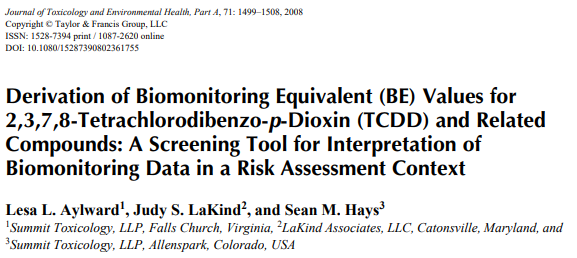 Journal of Toxicology and Environmental Health, Part A, 71: 1499–1508, 2008
Copyright © Taylor & Francis Group, LLC
ISSN: 1528-7394 print / 1087-2620 online
DOI: 10.1080/15287390802361755
Derivation of Biomonitoring Equivalent (BE) Values for
2,3,7,8-Tetrachlorodibenzo-p-Dioxin (TCDD) and Related
Compounds: A Screening Tool for Interpretation of
Biomonitoring Data in a Risk Assessment Context
Lesa L. Aylward1, Judy S. LaKind2, and Sean M. Hays3
1Summit Toxicology, LLP, Falls Church, Virginia, 2LaKind Associates, LLC, Catonsville, Maryland, and
3Summit Toxicology, LLP, Allenspark, Colorado, USA